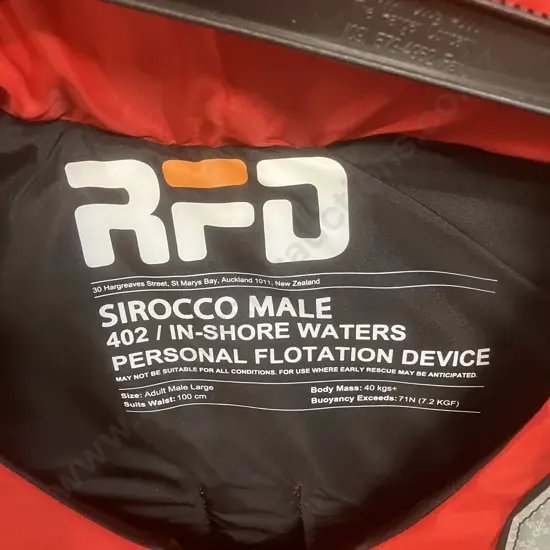 RFD
30 Hargreaves Street, St Marys Bay, Auckland 1011, New Zealand
SIROCCO MALE
402 / IN-SHORE WATERS
PERSONAL FLOTATION DEVICE
MAY NOT BE SUITABLE FOR ALL CONDITIONS. FOR USE WHERE EARLY RESCUE MAY BE ANTICIPATED.
Size: Adult Male Large
Suits Waist: 100 cm
Body Mass: 40 kgs+
Buoyancy Exceeds: 71N (7.2 KGF)